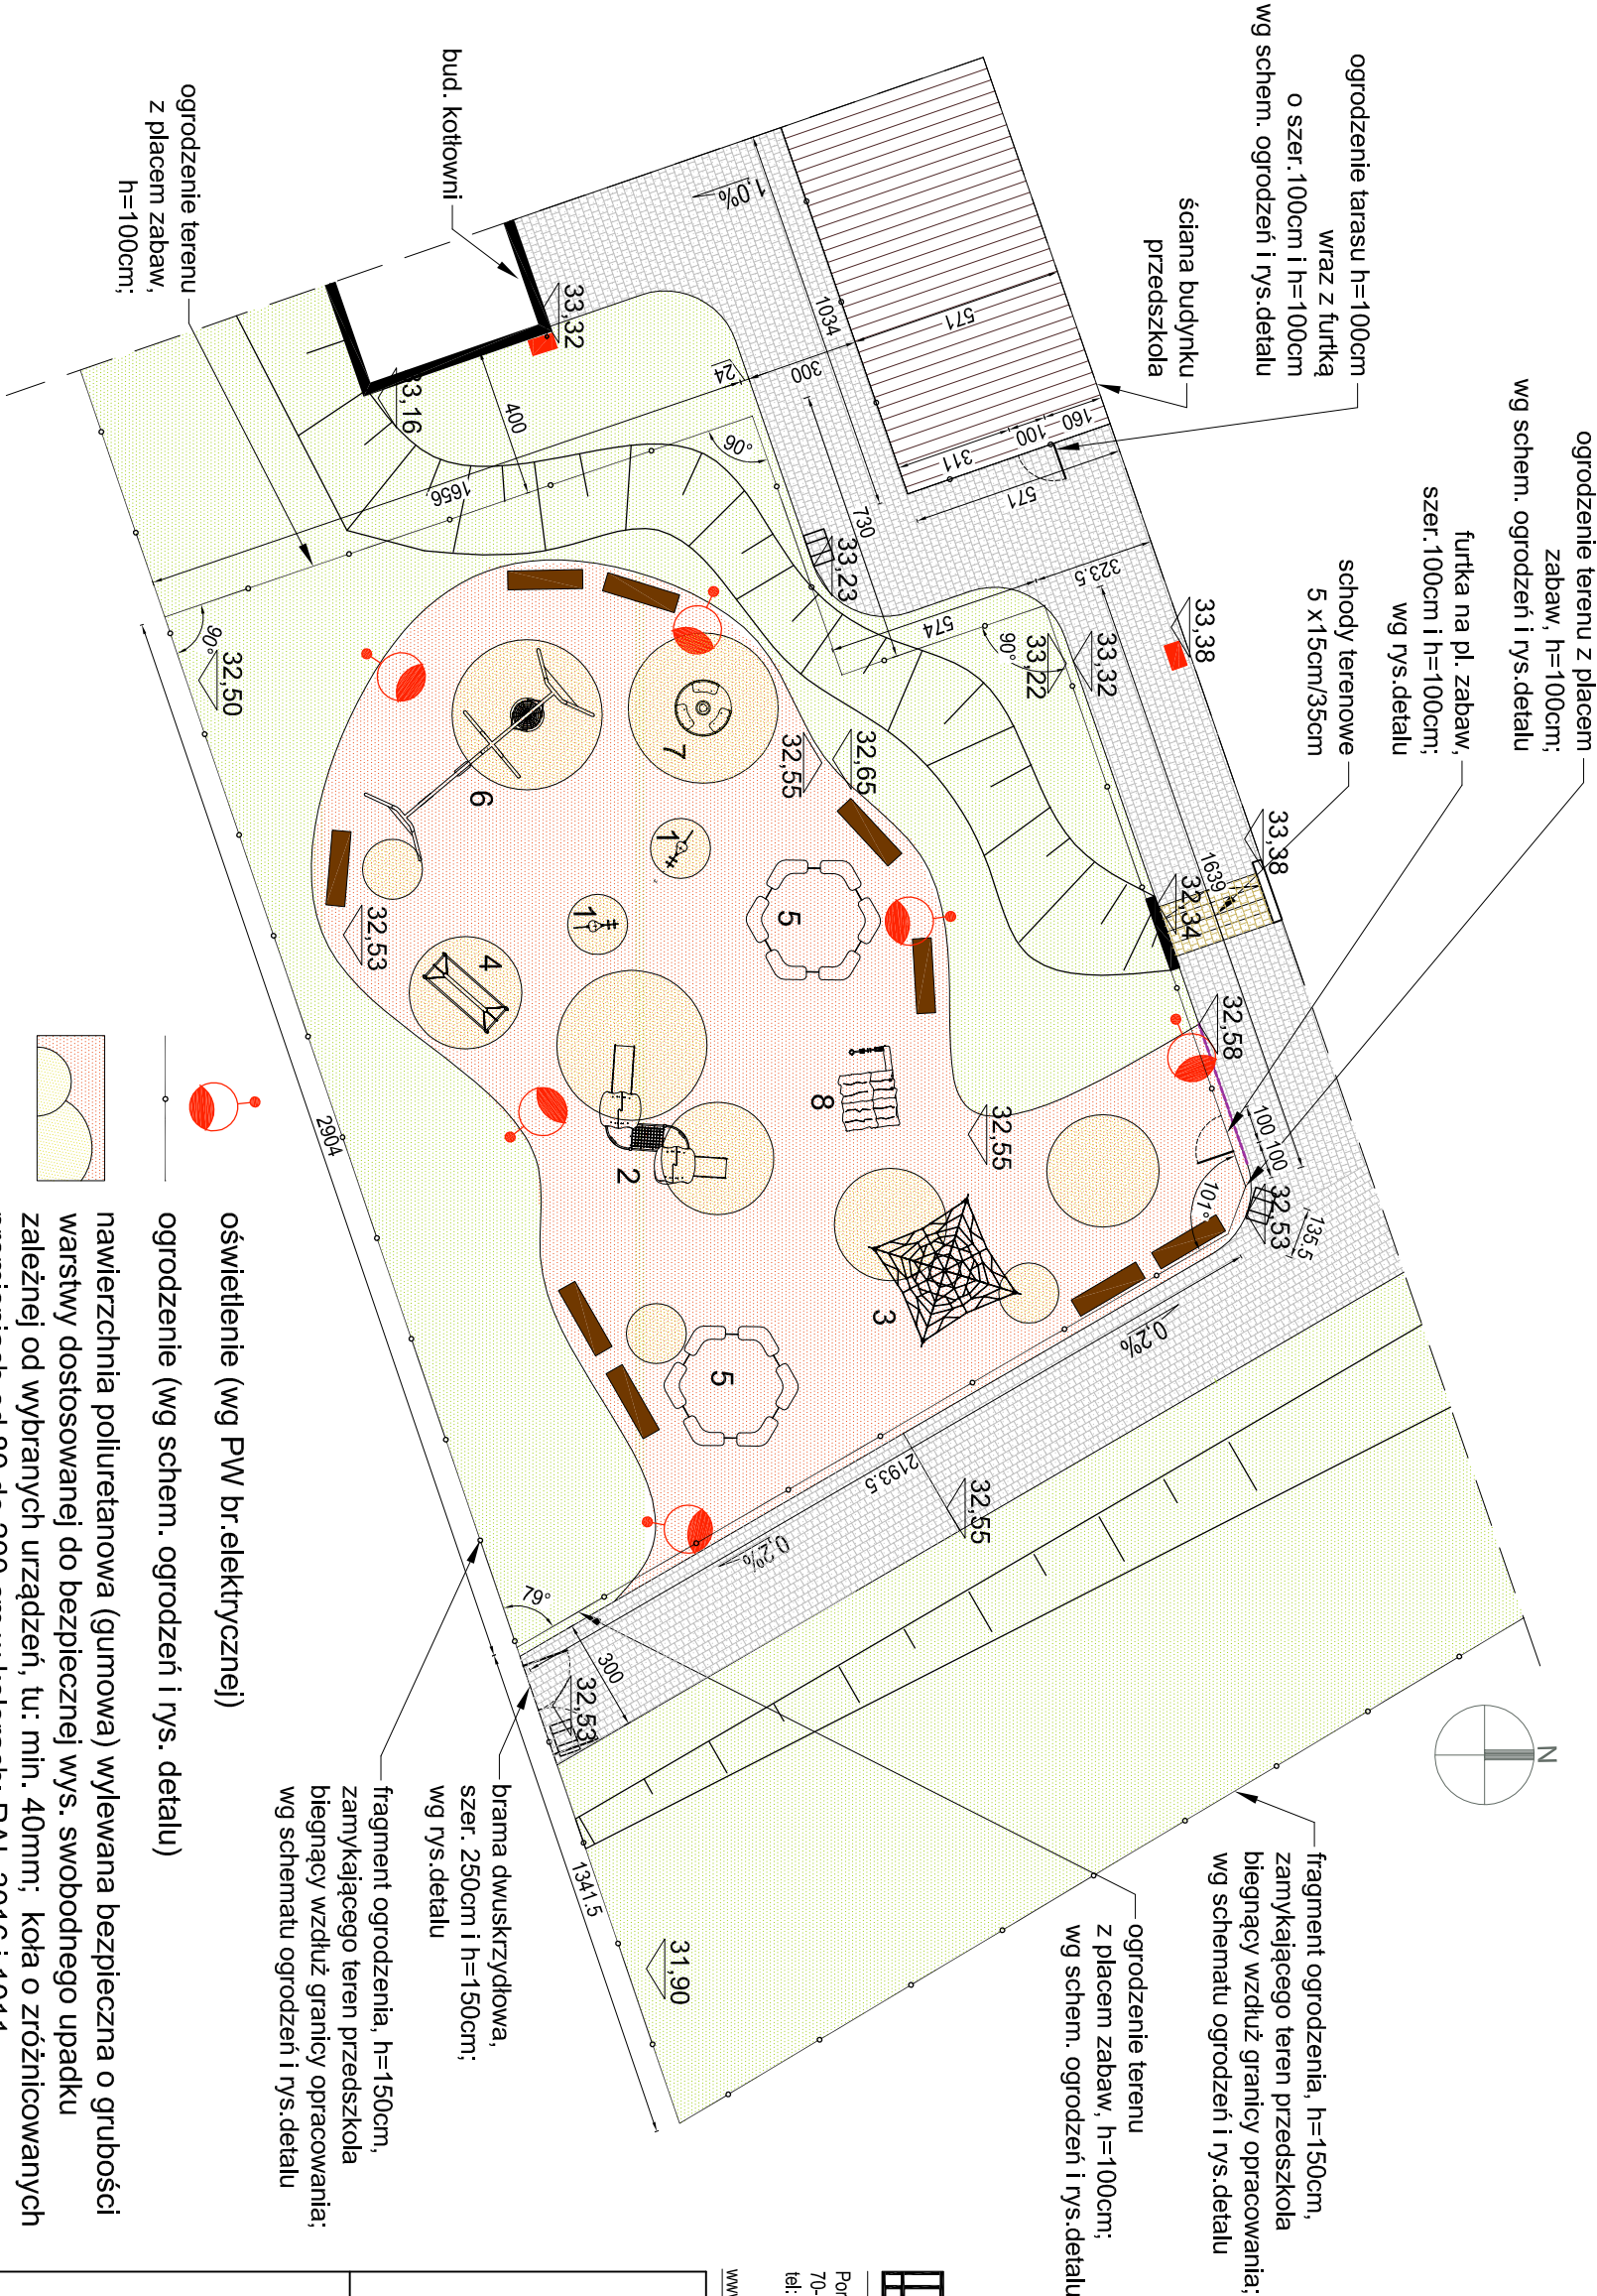 ogrodzenie terenu z placem
zabaw, h=100cm;
wg schem. ogrodzeń i rys.detalu
furtka na pl. zabaw,
szer.100cm i h=100cm;
wg rys.detalu
schody terenowe
5 x15cm/35cm
ogrodzenie tarasu h=100cm
wraz z furtką
o szer.100cm i h=100cm
wg schem. ogrodzeń i rys.detalu
ściana budynku
przedszkola
bud. kotłowni
ogrodzenie terenu
z placem zabaw,
h=100cm;
N
fragment ogrodzenia, h=150cm,
zamykającego teren przedszkola
biegnący wzdłuż granicy opracowania;
wg schematu ogrodzeń i rys.detalu
ogrodzenie terenu
z placem zabaw, h=100cm;
wg schem. ogrodzeń i rys.detalu
brama dwuskrzydłowa,
szer. 250cm i h=150cm;
wg rys.detalu
fragment ogrodzenia, h=150cm,
zamykającego teren przedszkola
biegnący wzdłuż granicy opracowania;
wg schematu ogrodzeń i rys.detalu
33,38
33,38
1639
32,34
323.5
33,32
33,22
90°
574
160
100
311
571
571
1034
300
730
33,23
24
90°
1,0%
33,32
33,16
400
1656
90°
32,50
32,58
100
100
32,53
135.5
101°
0,2%
32,55
32,65
32,55
32,53
7
6
1
1
5
4
2
8
3
5
2193.5
32,55
0,2%
79°
300
32,53
2904
1341.5
31,90
oświetlenie (wg PW br.elektrycznej)
ogrodzenie (wg schem. ogrodzeń i rys. detalu)
nawierzchnia poliuretanowa (gumowa) wylewana bezpieczna o grubości
warstwy dostosowanej do bezpiecznej wys. swobodnego upadku
zależnej od wybranych urządzeń, tu: min. 40mm; koła o zróżnicowanych
70-
tel:
www